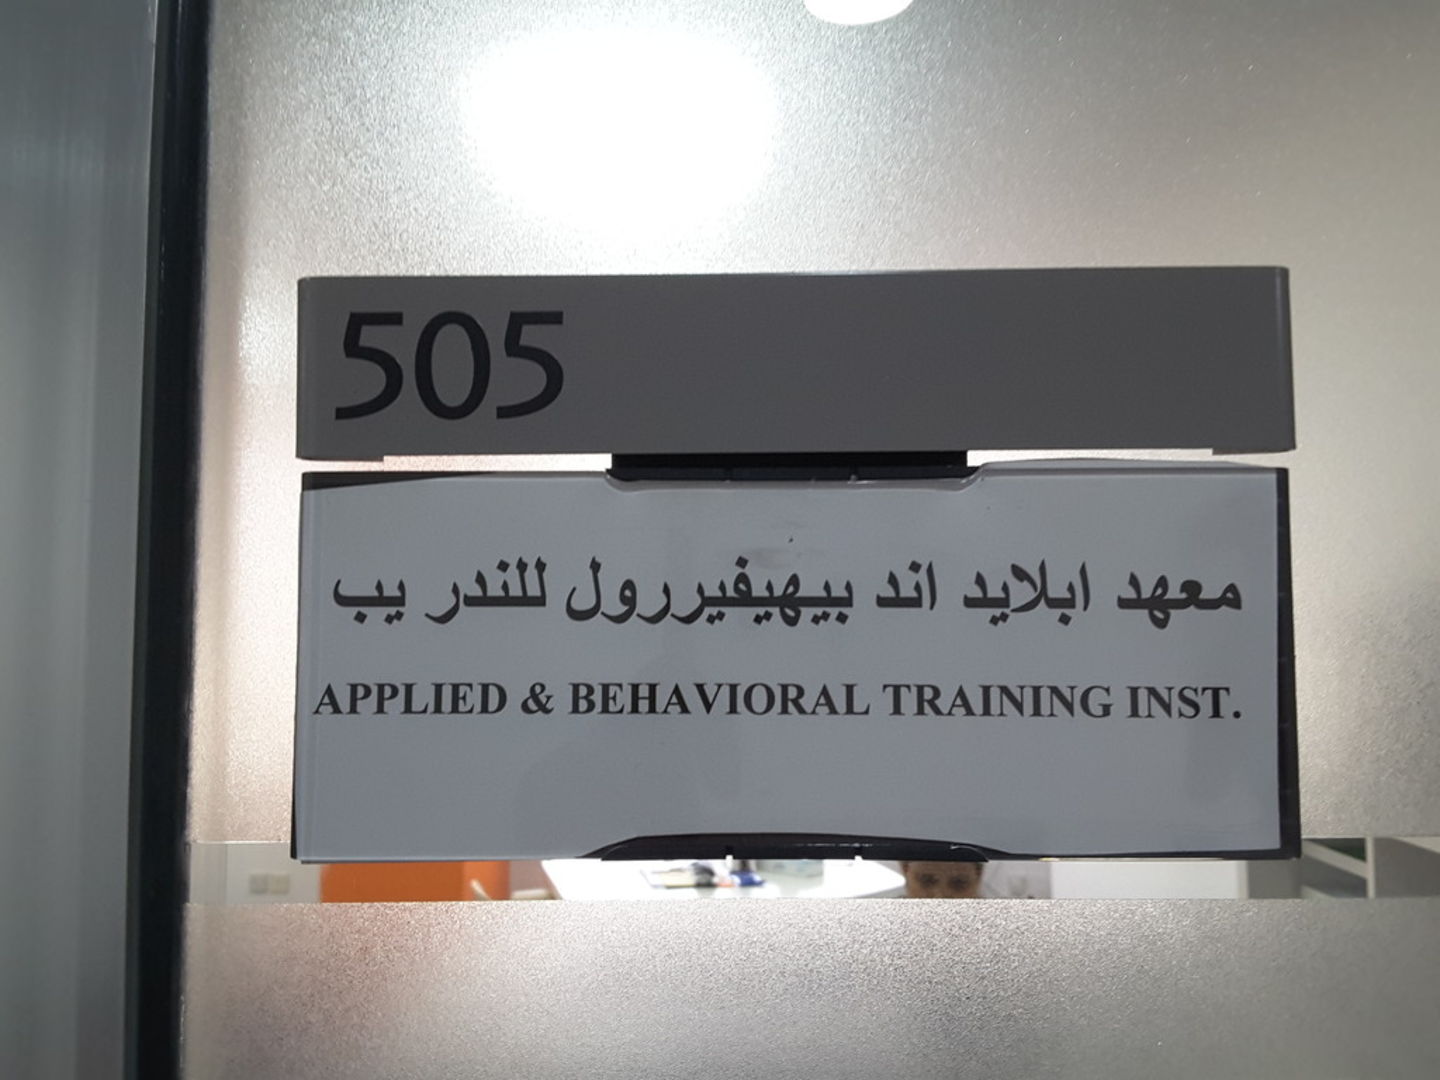 505
معهد ابلايد اند بيهيفيررول للندر يب
APPLIED & BEHAVIORAL TRAINING INST.